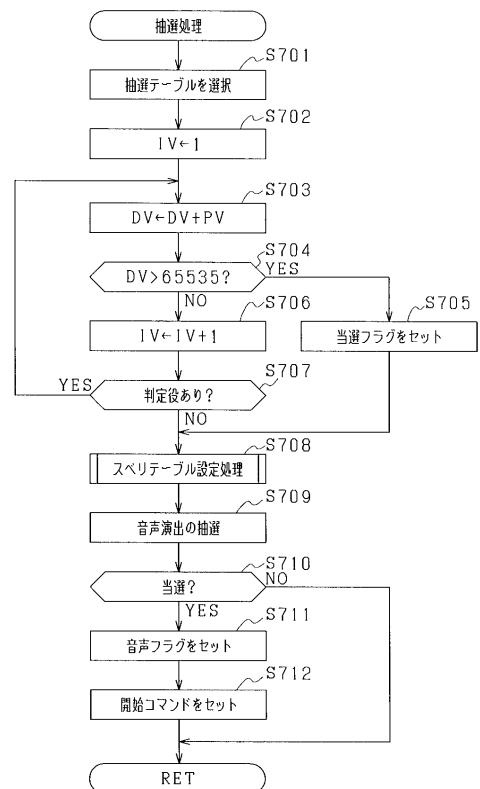 抽選処理
S701
抽選テーブルを選択
S702
IV←1
S703
DV←DV+PV
S704
DV>65535?
YES
NO
S705
当選フラグをセット
S706
IV←IV+1
S707
判定役あり?
YES
NO
S708
スベリテーブル設定処理
S709
音声演出の抽選
S710
当選?
NO
YES
S711
音声フラグをセット
S712
開始コマンドをセット
RET